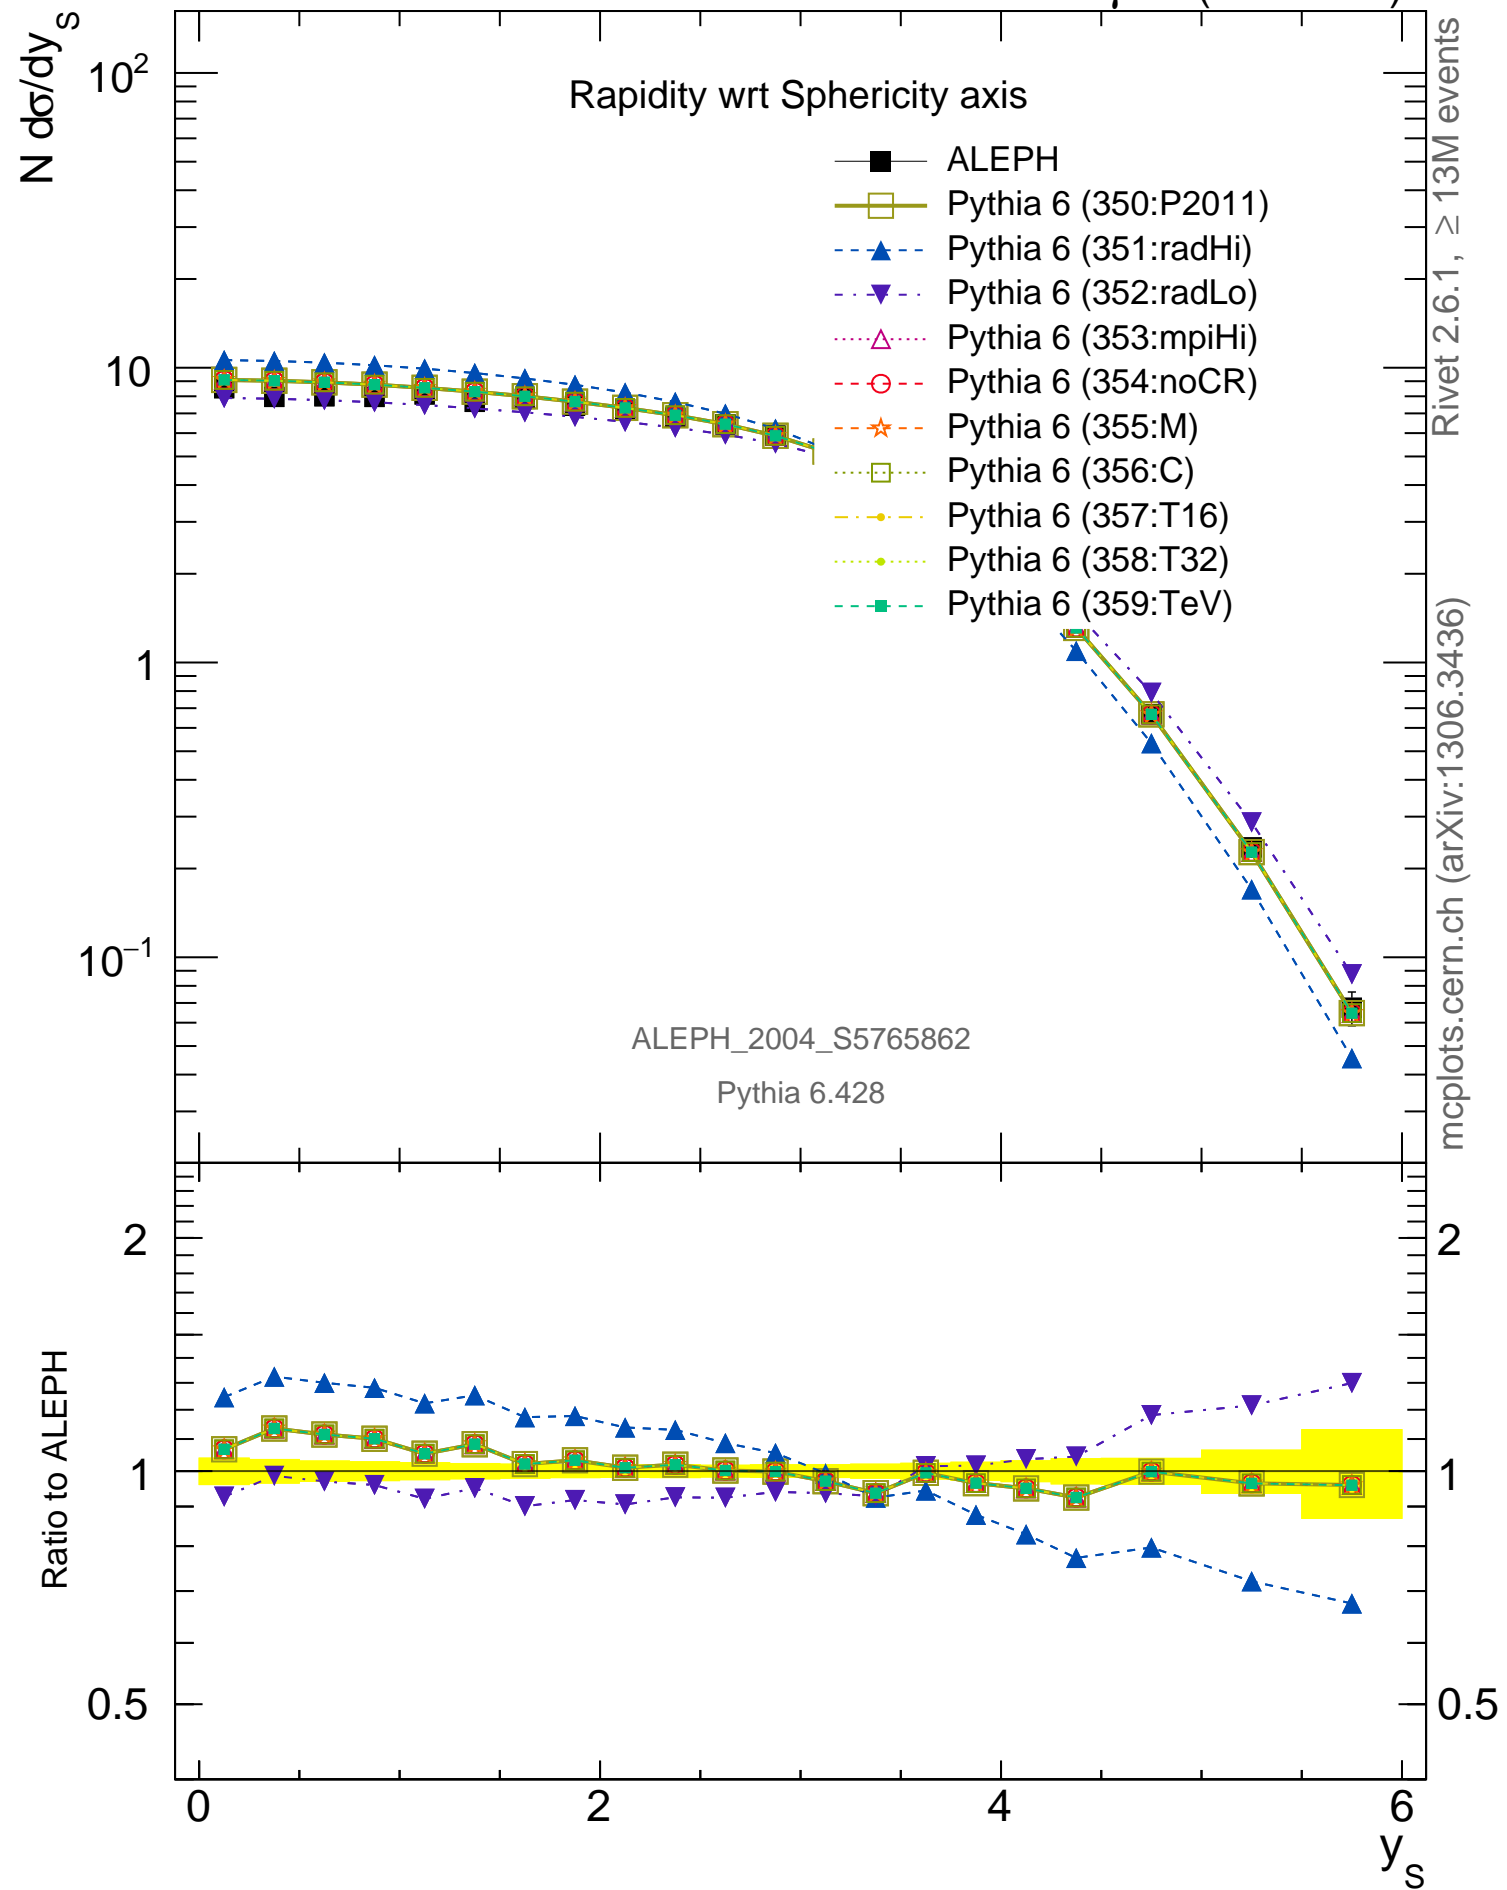 N dσ/dy_S
10²
10
1
10⁻¹
Rapidity wrt Sphericity axis
ALEPH
Pythia 6 (350:P2011)
Pythia 6 (351:radHi)
Pythia 6 (352:radLo)
Pythia 6 (353:mpiHi)
Pythia 6 (354:noCR)
Pythia 6 (355:M)
Pythia 6 (356:C)
Pythia 6 (357:T16)
Pythia 6 (358:T32)
Pythia 6 (359:TeV)
ALEPH_2004_S5765862
Pythia 6.428
Rivet 2.6.1, ≥ 13M events
mcplots.cern.ch (arXiv:1306.3436)
Ratio to ALEPH
2
1
0.5
2
1
0.5
0 2 4 6
y_S